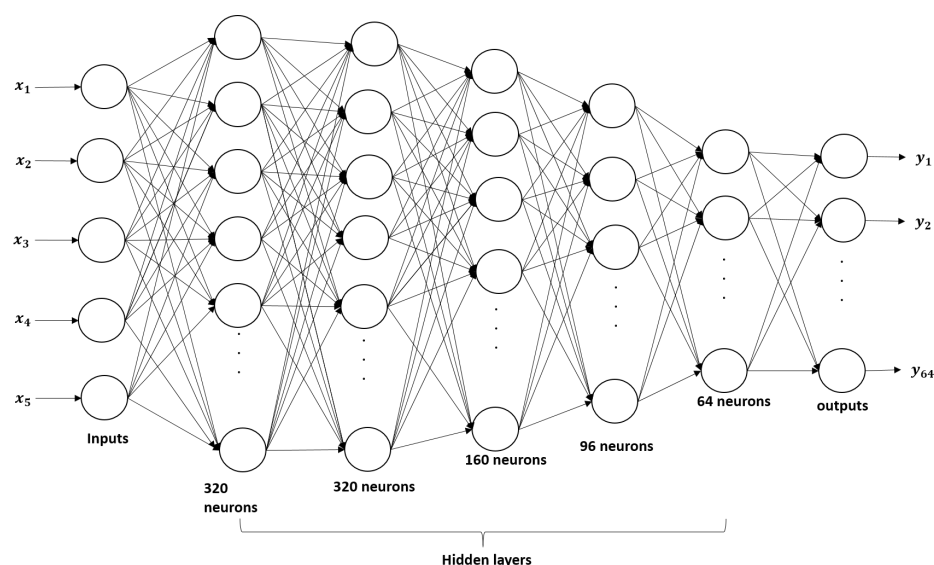 x₁
x₂
x₃
x₄
x₅
Inputs
320
neurons
320 neurons
160 neurons
96 neurons
64 neurons
outputs
y₁
y₂
y₆₄
Hidden layers